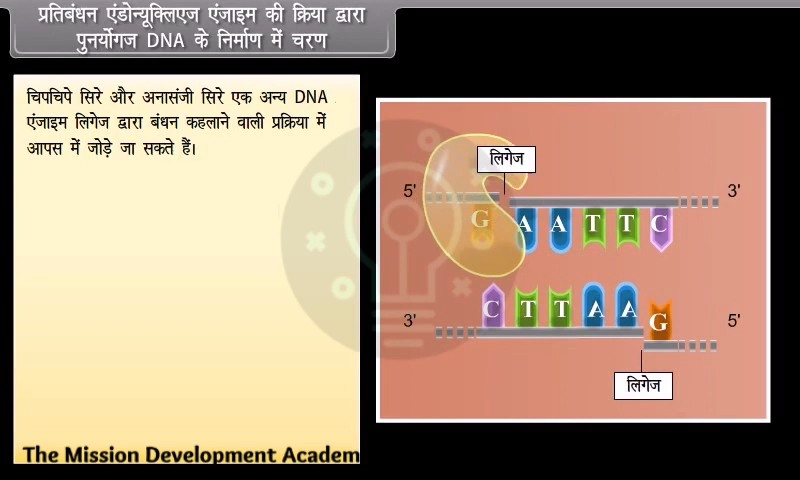 प्रतिबंधन एंडोन्यूक्लिएज एंजाइम की क्रिया द्वारा
पुनर्योगज DNA के निर्माण में चरण
चिपचिपे सिरे और अनासंजी सिरे एक अन्य DNA
एंजाइम लिगेज द्वारा बंधन कहलाने वाली प्रक्रिया में
आपस में जोड़े जा सकते हैं।
लिगेज
5' 3'
G A A T T C
C T T A A G
3' 5'
लिगेज
The Mission Development Academ